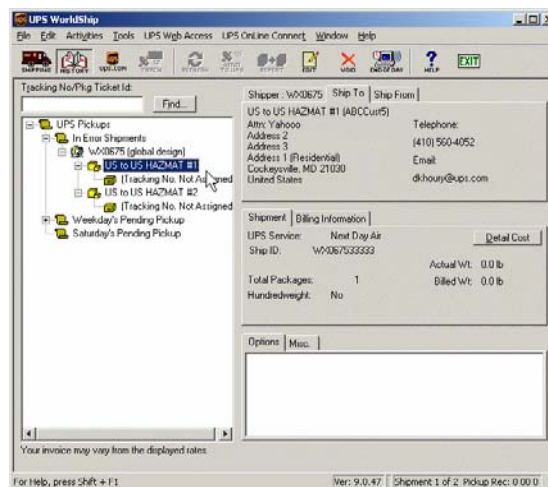 UPS WorldShip
File Edit Activities Tools UPS Web Access UPS OnLine Connect Window Help
SHIPPING HISTORY UPS.com TRACK EDIT VOID END OF DAY HELP EXIT
Tracking No/Pkg Ticket Id:
Find...
UPS Pickups
In Error Shipments
WX0675 (global design)
US to US HAZMAT #1
(Tracking No. Not Assigned
US to US HAZMAT #2
(Tracking No. Not Assigned
Weekday's Pending Pickup
Saturday's Pending Pickup
Your invoice may vary from the displayed rates.
Shipper: WX0675 Ship To Ship From
US to US HAZMAT #1 (ABCCust5)
Attn: Yahooo
Address 2
Address 3
Address 1 (Residential)
Cockeysville, MD 21030
United States
Telephone:
(410) 560-4052
Email:
dkhoury@ups.com
Shipment Billing Information
UPS Service: Next Day Air
Detail Cost
Ship ID: WX067533333
Actual Wt: 0.0 lb
Total Packages: 1 Billed Wt: 0.0 lb
Hundredweight: No
Options Misc.
For Help, press Shift + F1
Ver: 9.0.47 Shipment 1 of 2 Pickup Rec: 0 00 0